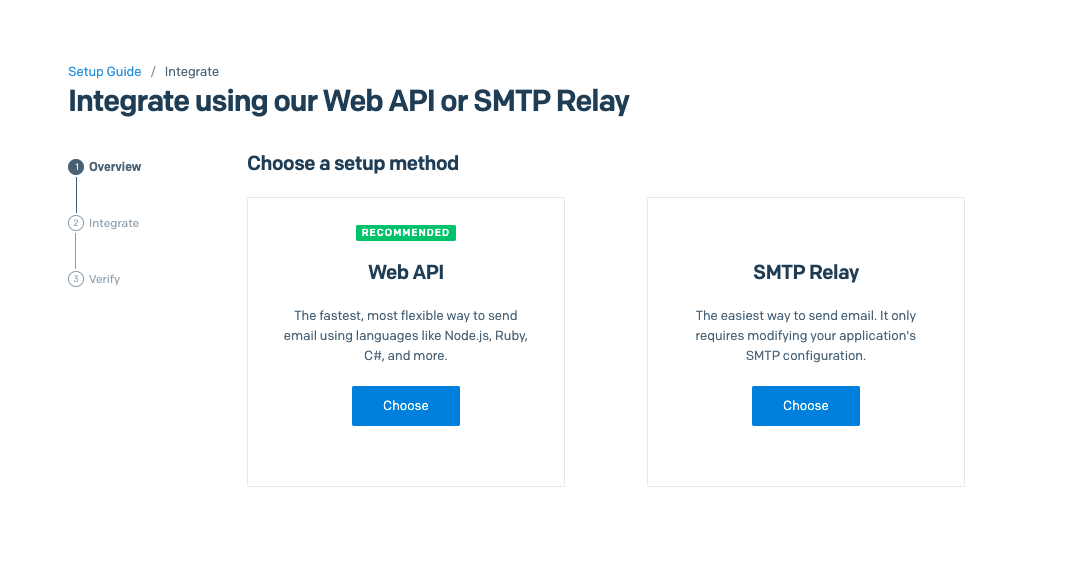 Setup Guide / Integrate
Integrate using our Web API or SMTP Relay
1 Overview
2 Integrate
3 Verify
Choose a setup method
RECOMMENDED
Web API
The fastest, most flexible way to send
email using languages like Node.js, Ruby,
C#, and more.
Choose
SMTP Relay
The easiest way to send email. It only
requires modifying your application's
SMTP configuration.
Choose